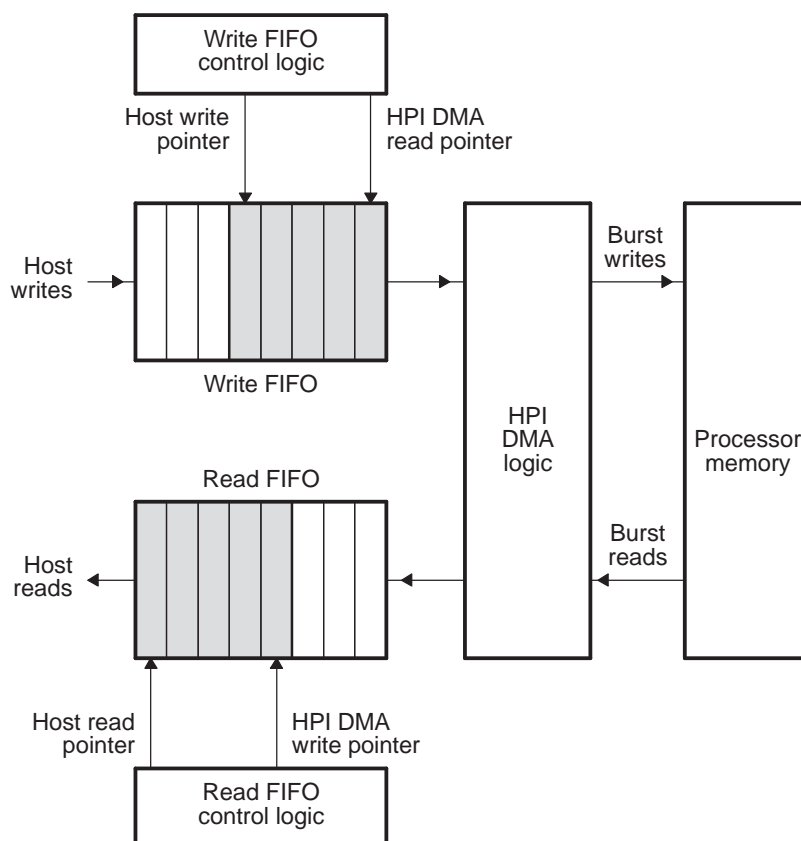 Write FIFO
control logic
Host write
pointer
HPI DMA
read pointer
Host
writes
Burst
writes
Write FIFO
HPI
DMA
logic
Processor
memory
Read FIFO
Host
reads
Burst
reads
Host read
pointer
HPI DMA
write pointer
Read FIFO
control logic